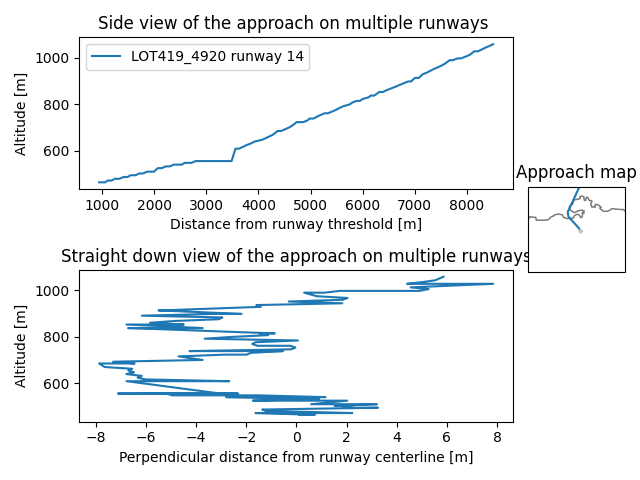 Side view of the approach on multiple runways
Altitude [m]
1000
800
600
LOT419_4920 runway 14
1000 2000 3000 4000 5000 6000 7000 8000
Distance from runway threshold [m]
Approach map
Straight down view of the approach on multiple runways
Altitude [m]
1000
800
600
−8 −6 −4 −2 0 2 4 6 8
Perpendicular distance from runway centerline [m]